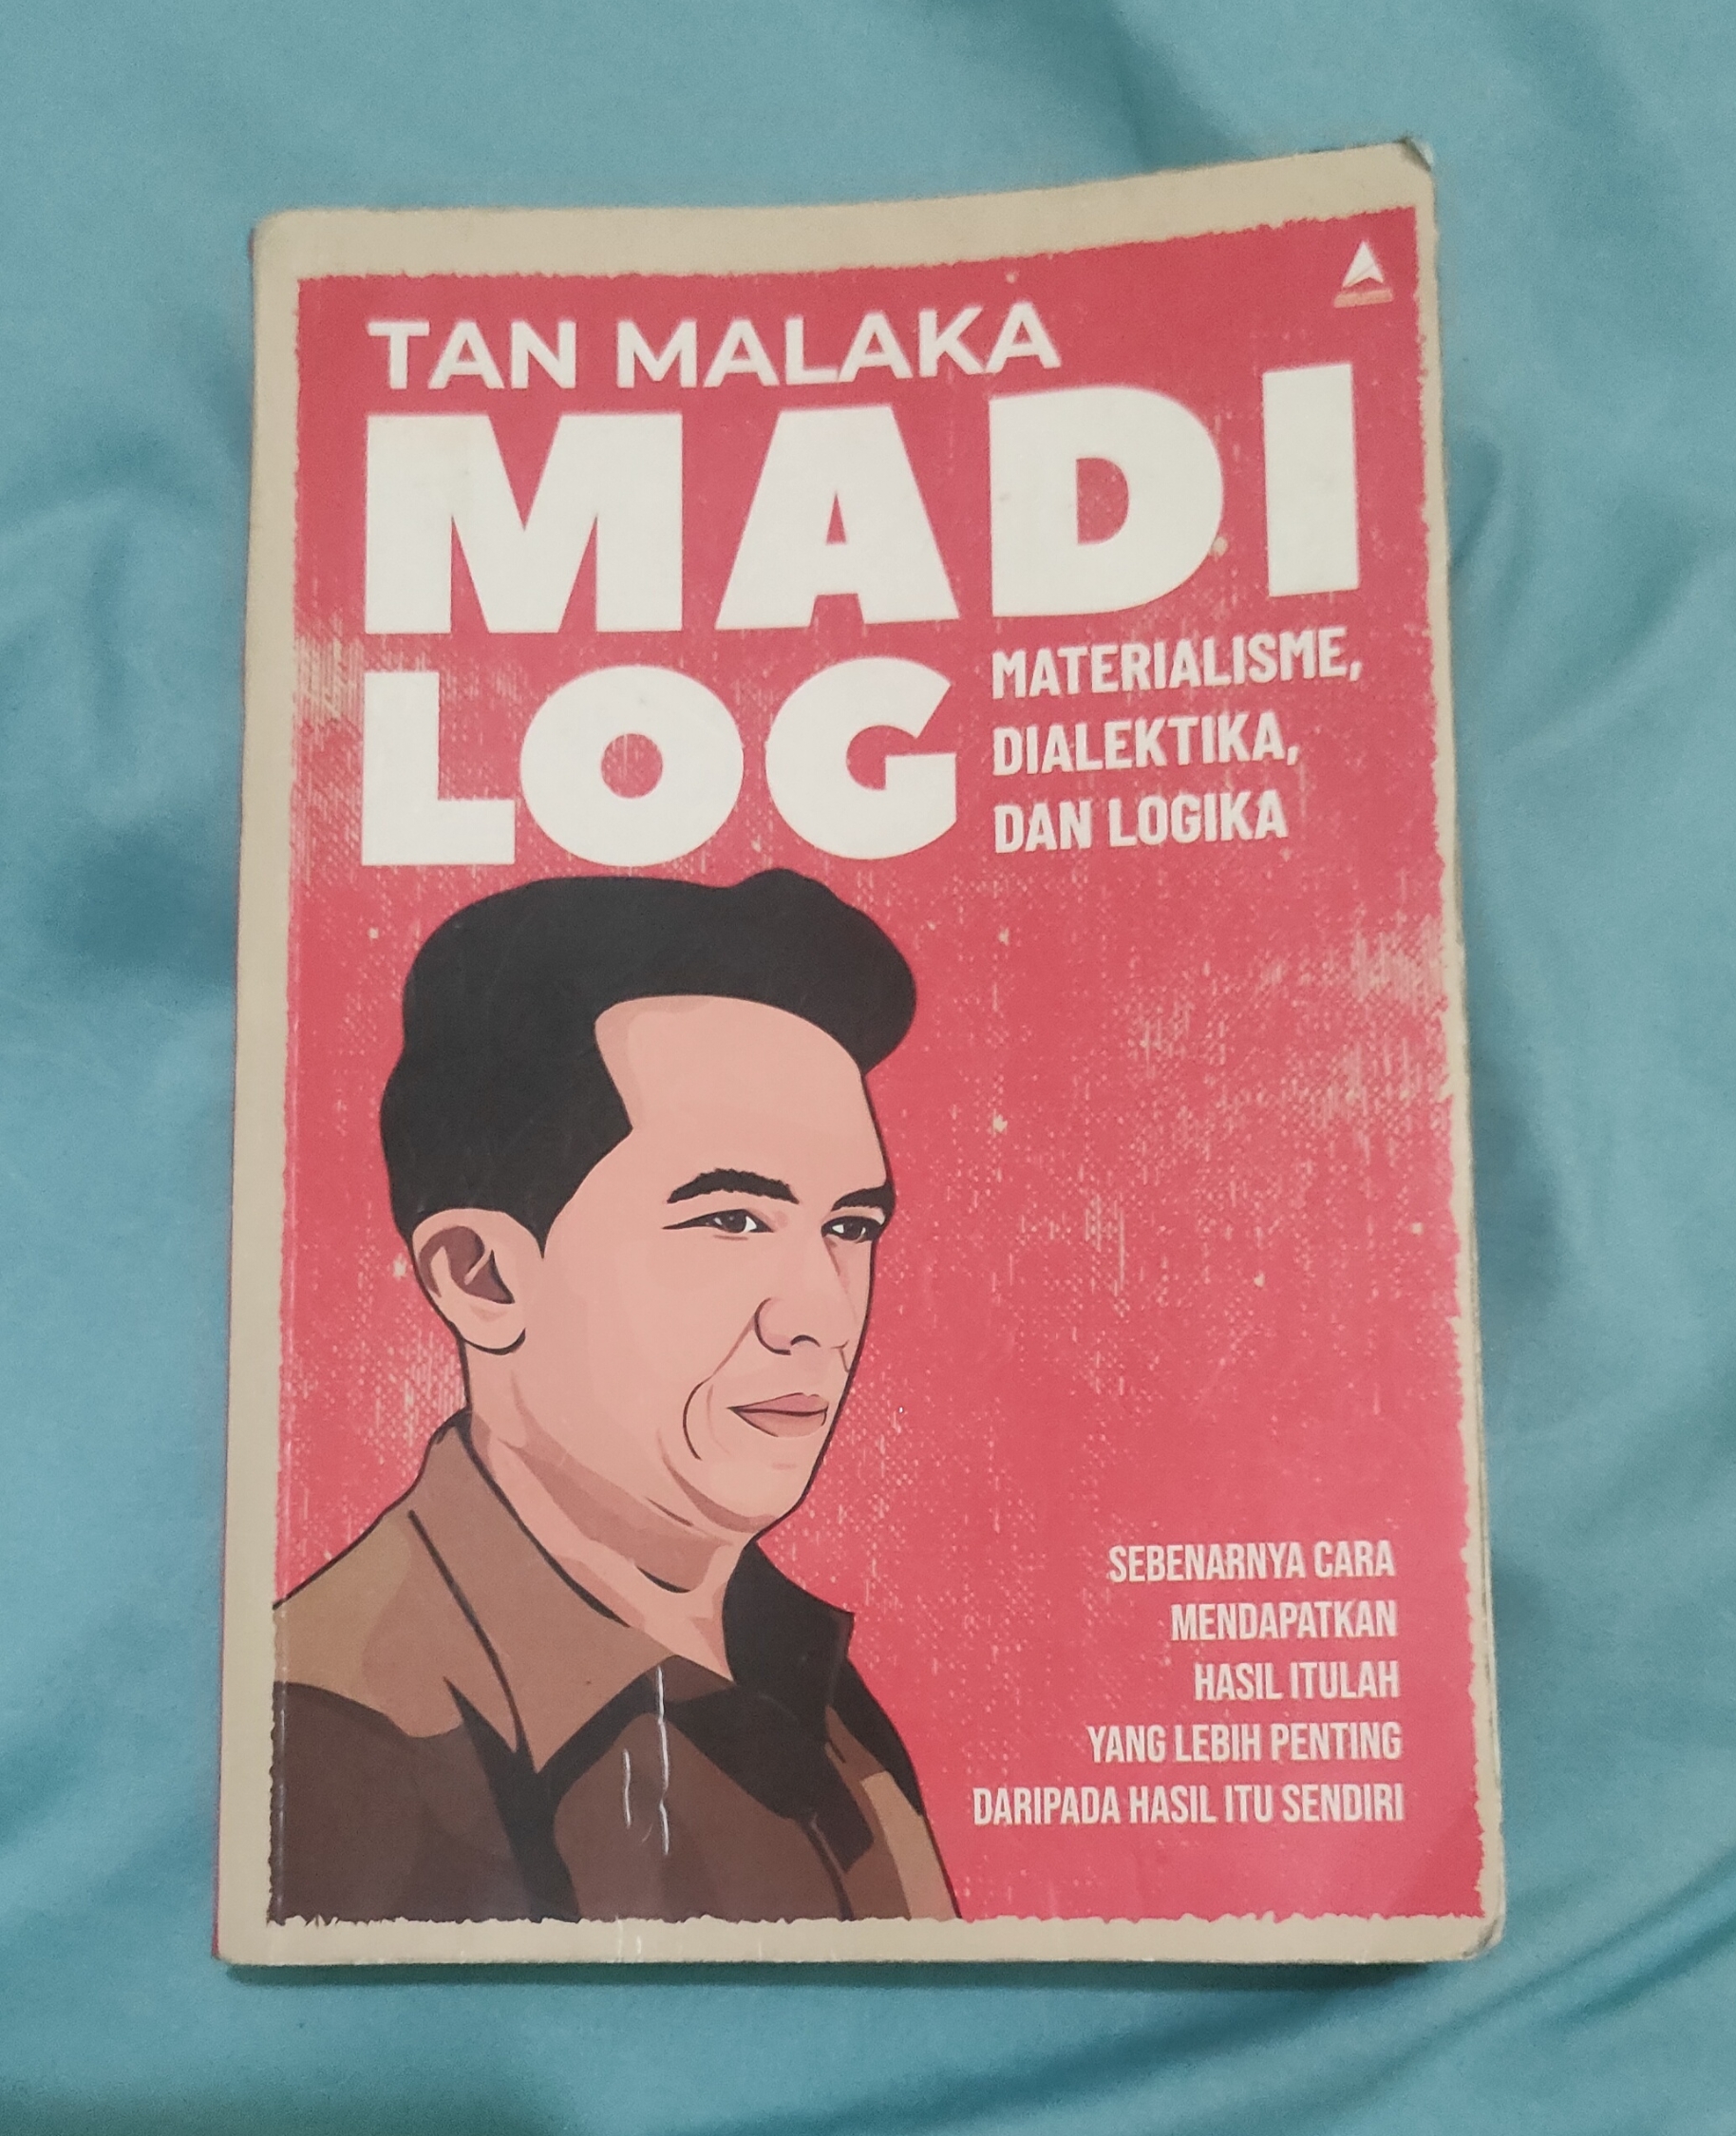 TAN MALAKA
MADI
LOG
MATERIALISME,
DIALEKTIKA,
DAN LOGIKA
SEBENARNYA CARA
MENDAPATKAN
HASIL ITULAH
YANG LEBIH PENTING
DARIPADA HASIL ITU SENDIRI